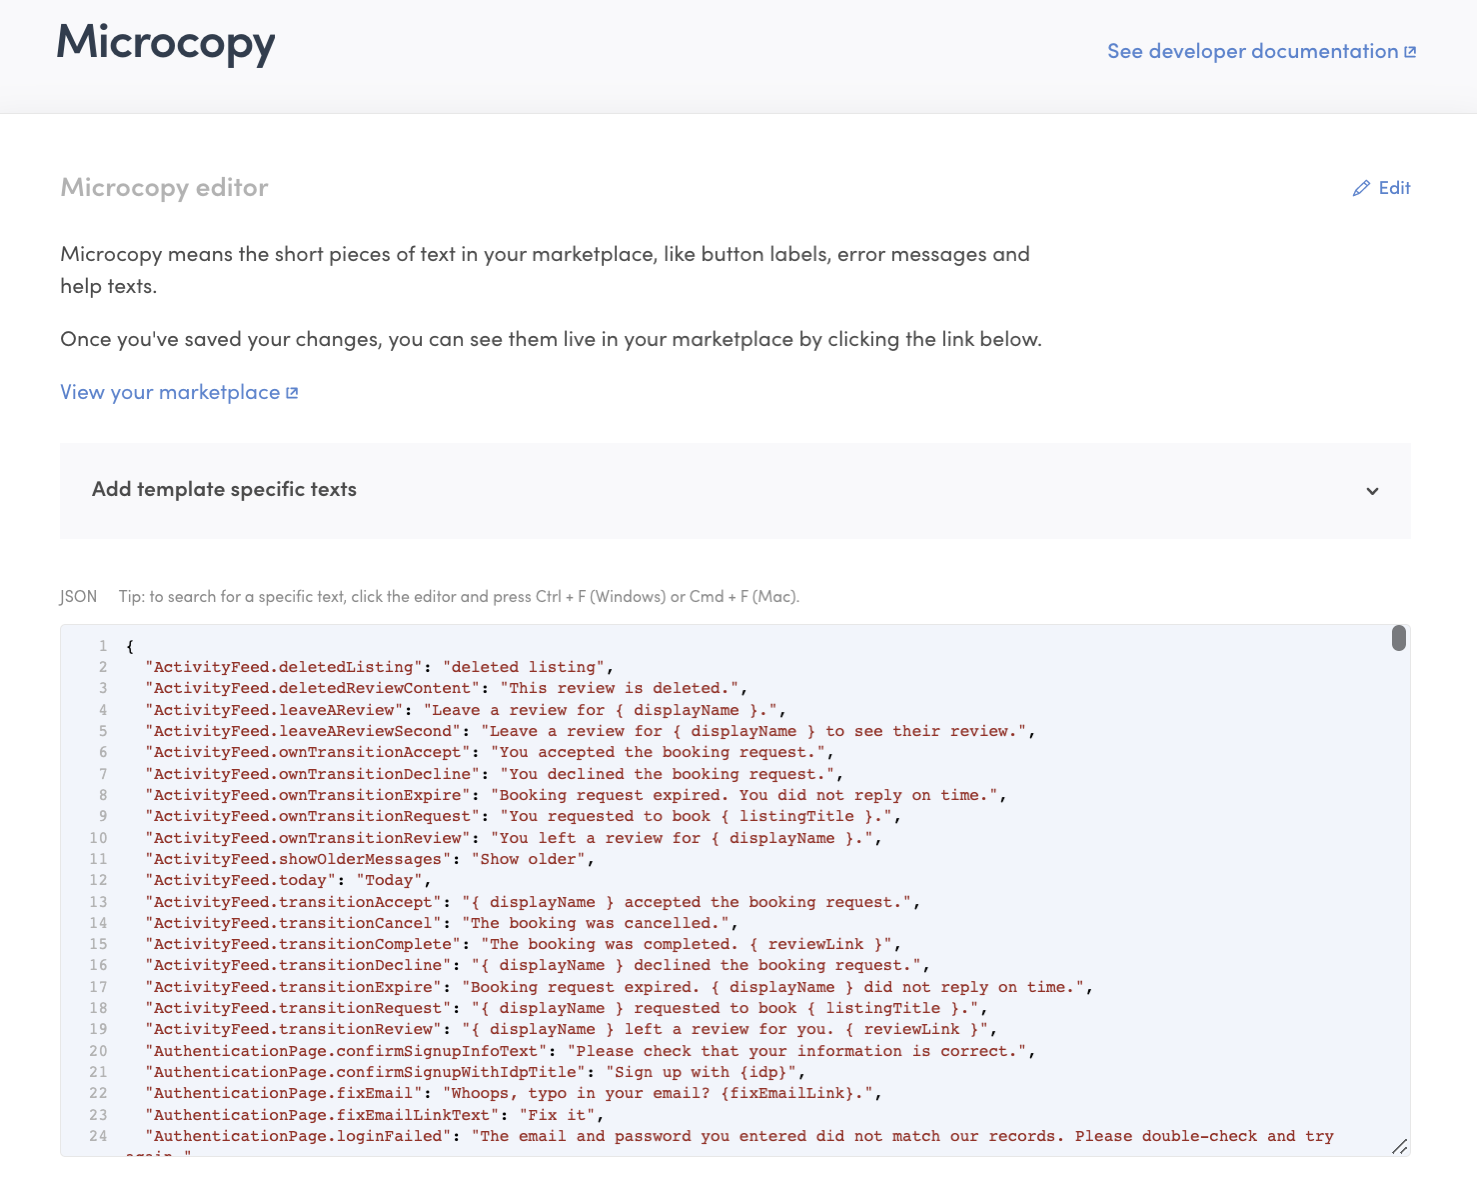 Microcopy
See developer documentation
Microcopy editor
Edit
Microcopy means the short pieces of text in your marketplace, like button labels, error messages and
help texts.
Once you've saved your changes, you can see them live in your marketplace by clicking the link below.
View your marketplace
Add template specific texts
JSON Tip: to search for a specific text, click the editor and press Ctrl + F (Windows) or Cmd + F (Mac).
1 {
2 "ActivityFeed.deletedListing": "deleted listing",
3 "ActivityFeed.deletedReviewContent": "This review is deleted.",
4 "ActivityFeed.leaveAReview": "Leave a review for { displayName }.",
5 "ActivityFeed.leaveAReviewSecond": "Leave a review for { displayName } to see their review.",
6 "ActivityFeed.ownTransitionAccept": "You accepted the booking request.",
7 "ActivityFeed.ownTransitionDecline": "You declined the booking request.",
8 "ActivityFeed.ownTransitionExpire": "Booking request expired. You did not reply on time.",
9 "ActivityFeed.ownTransitionRequest": "You requested to book { listingTitle }.",
10 "ActivityFeed.ownTransitionReview": "You left a review for { displayName }.",
11 "ActivityFeed.showOlderMessages": "Show older",
12 "ActivityFeed.today": "Today",
13 "ActivityFeed.transitionAccept": "{ displayName } accepted the booking request.",
14 "ActivityFeed.transitionCancel": "The booking was cancelled.",
15 "ActivityFeed.transitionComplete": "The booking was completed. { reviewLink }",
16 "ActivityFeed.transitionDecline": "{ displayName } declined the booking request.",
17 "ActivityFeed.transitionExpire": "Booking request expired. { displayName } did not reply on time.",
18 "ActivityFeed.transitionRequest": "{ displayName } requested to book { listingTitle }.",
19 "ActivityFeed.transitionReview": "{ displayName } left a review for you. { reviewLink }",
20 "AuthenticationPage.confirmSignupInfoText": "Please check that your information is correct.",
21 "AuthenticationPage.confirmSignupWithIdpTitle": "Sign up with {idp}",
22 "AuthenticationPage.fixEmail": "Whoops, typo in your email? {fixEmailLink}.",
23 "AuthenticationPage.fixEmailLinkText": "Fix it",
24 "AuthenticationPage.loginFailed": "The email and password you entered did not match our records. Please double-check and try